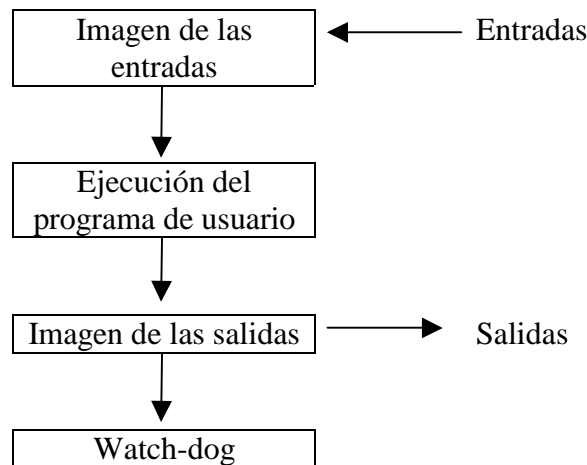 Imagen de las
entradas
Entradas
Ejecución del
programa de usuario
Imagen de las salidas
Salidas
Watch-dog